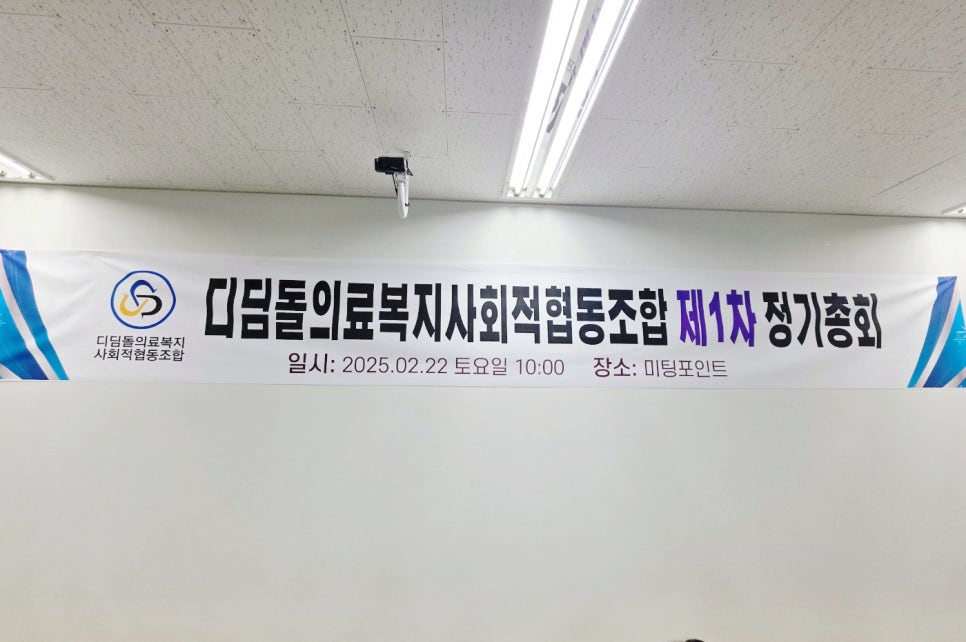 디딤돌의료복지사회적협동조합 제1차 정기총회
디딤돌의료복지
사회적협동조합
일시: 2025.02.22 토요일 10:00 장소: 미팅포인트